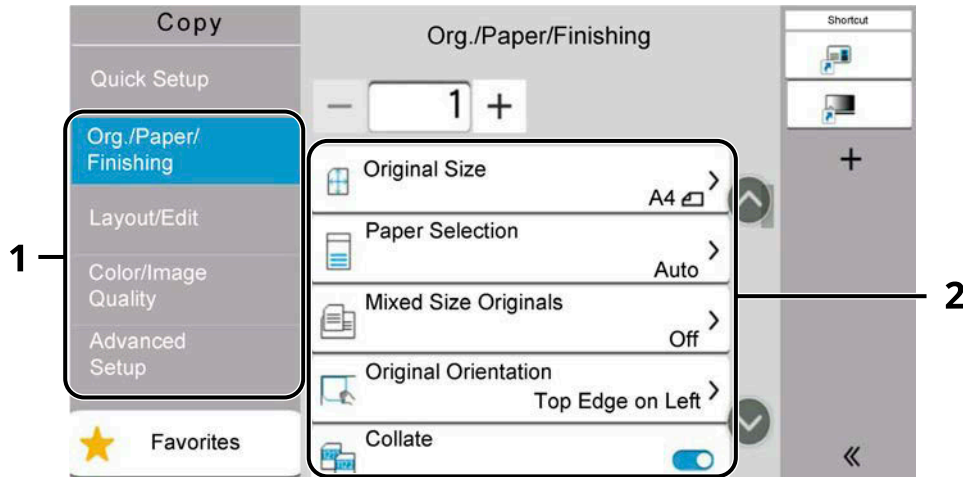 Copy
Quick Setup
Org./Paper/
Finishing
Layout/Edit
Color/Image
Quality
Advanced
Setup
Favorites
1
Org./Paper/Finishing
1
Original Size
A4
Paper Selection
Auto
Mixed Size Originals
Off
Original Orientation
Top Edge on Left
Collate
2
Shortcut